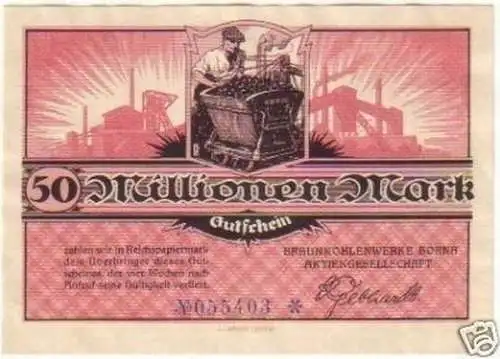 50 Millionen Mark
Gutschein
zahlen wir in Reichspapiermark
dem Überbringer dieses Gut-
scheines, der vier Wochen nach
Aufruf seine Gültigkeit verliert.
BRAUNKOHLENWERKE BORNA
AKTIENGESELLSCHAFT
Gebhardt
№055403 *